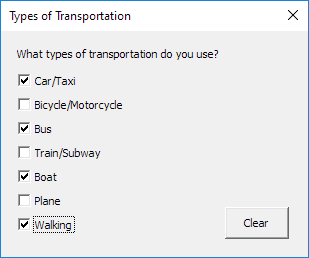 Types of Transportation
What types of transportation do you use?
Car/Taxi
Bicycle/Motorcycle
Bus
Train/Subway
Boat
Plane
Walking
Clear